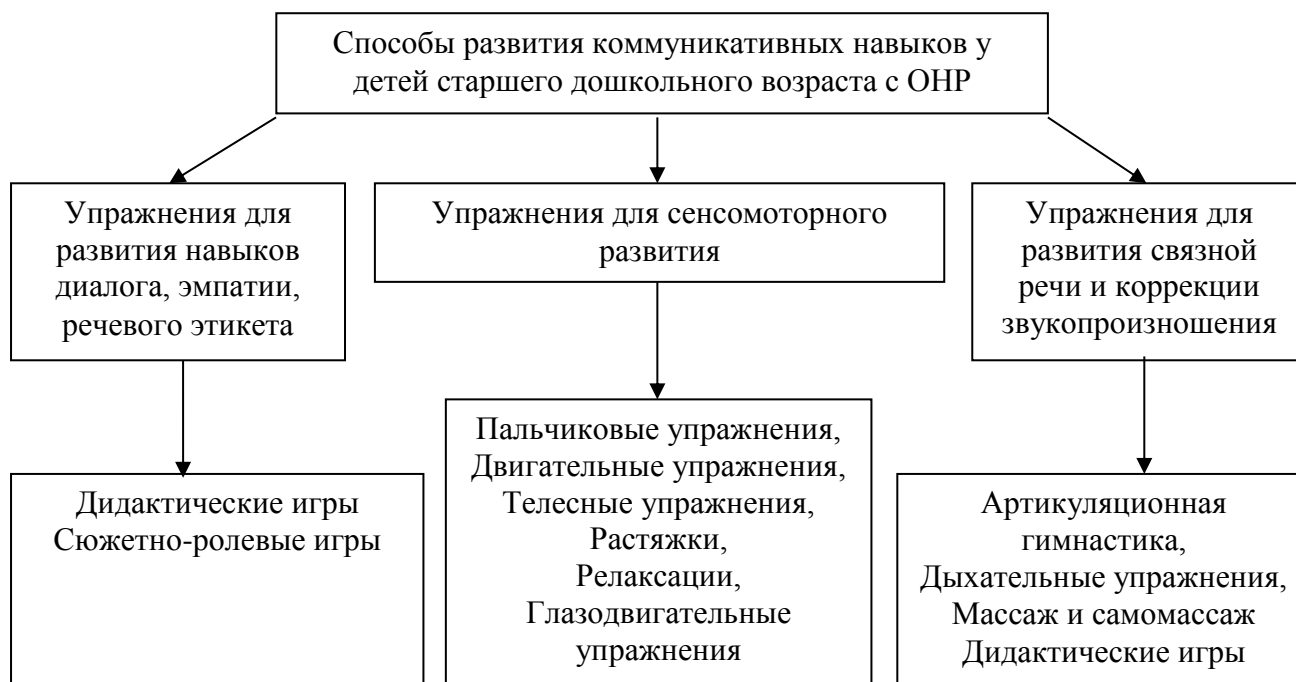 Способы развития коммуникативных навыков у
детей старшего дошкольного возраста с ОНР
Упражнения для
развития навыков
диалога, эмпатии,
речевого этикета
Упражнения для сенсомоторного
развития
Упражнения для
развития связной
речи и коррекции
звукопроизношения
Дидактические игры
Сюжетно-ролевые игры
Пальчиковые упражнения,
Двигательные упражнения,
Телесные упражнения,
Растяжки,
Релаксации,
Глазодвигательные
упражнения
Артикуляционная
гимнастика,
Дыхательные упражнения,
Массаж и самомассаж
Дидактические игры